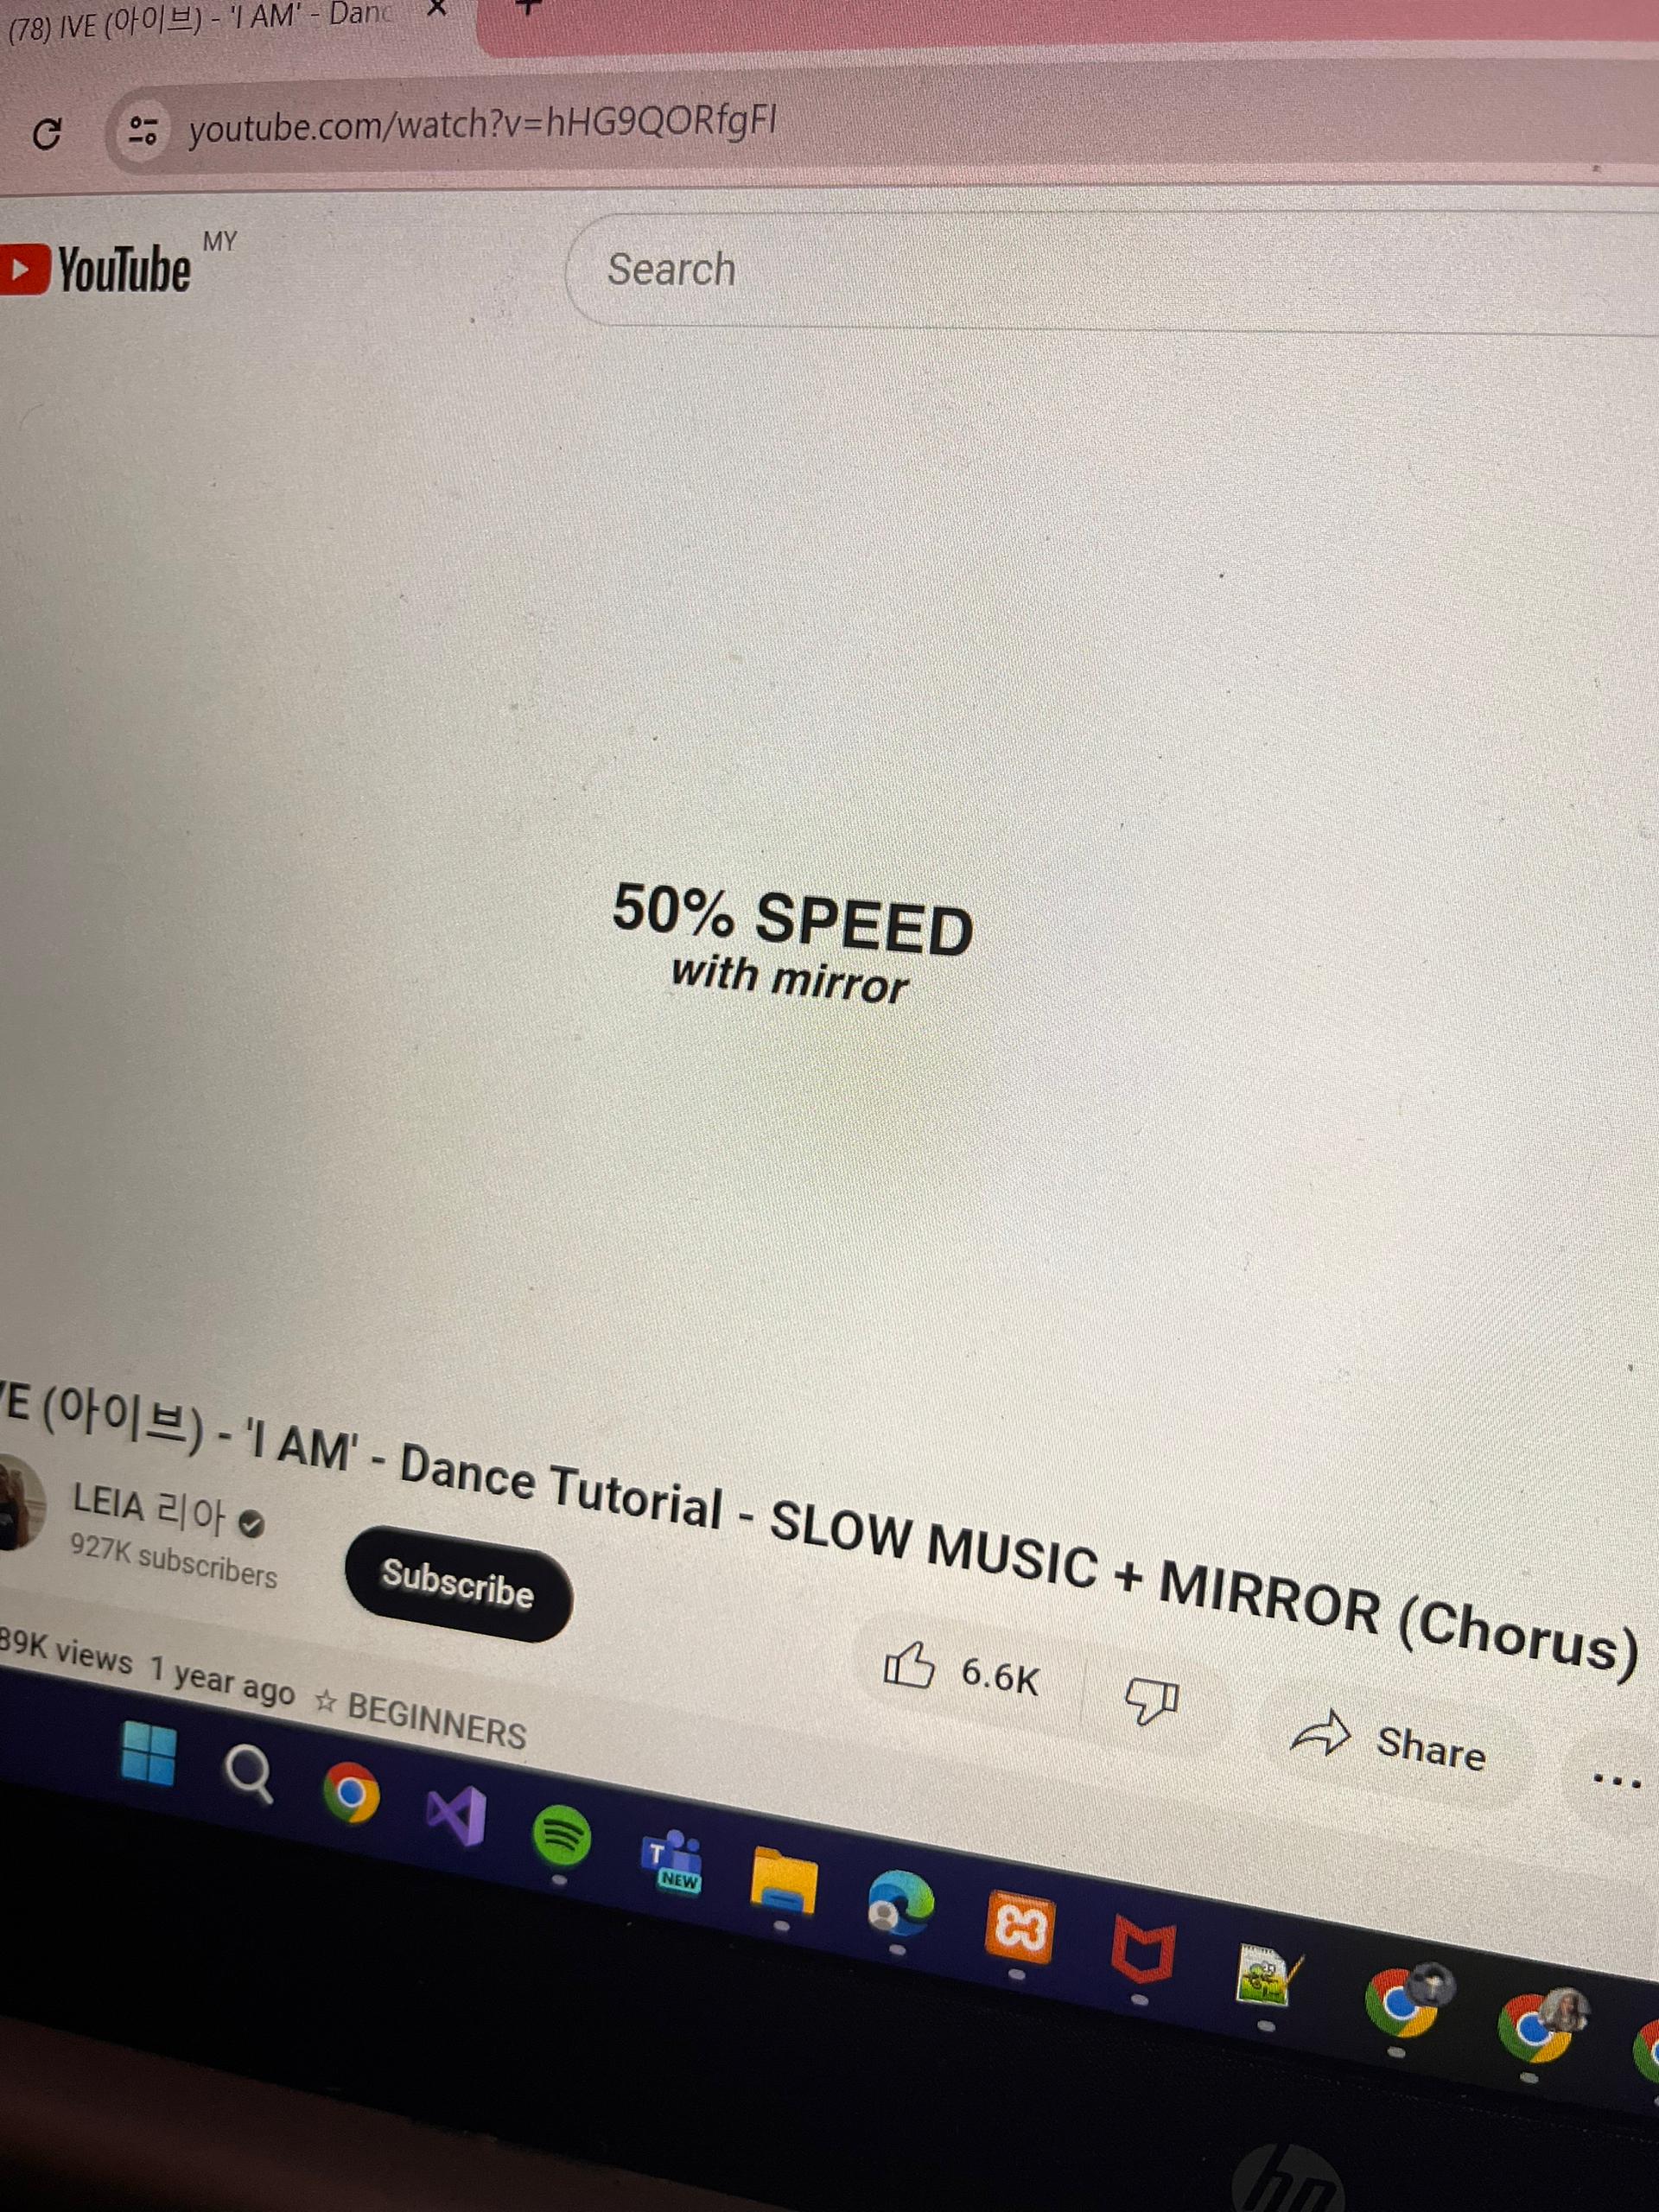 (78) IVE (아이브) - 'I AM' - Danc
youtube.com/watch?v=hHG9QORfgFI
YouTube MY
Search
50% SPEED
with mirror
VE (아이브) - 'I AM' - Dance Tutorial - SLOW MUSIC + MIRROR (Chorus)
LEIA 리아
927K subscribers
Subscribe
6.6K
Share
89K views 1 year ago ☆ BEGINNERS
T
NEW
hp